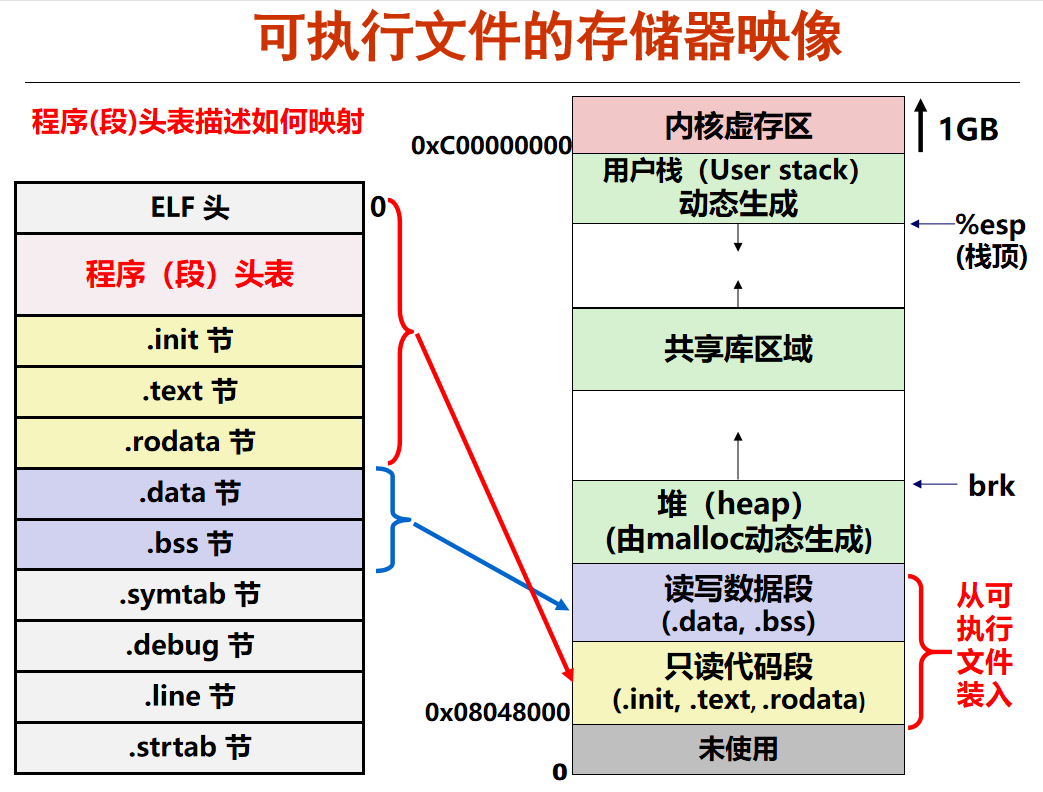 可执行文件的存储器映像
程序(段)头表描述如何映射
ELF 头
程序（段）头表
.init 节
.text 节
.rodata 节
.data 节
.bss 节
.symtab 节
.debug 节
.line 节
.strtab 节
0
0xC00000000
内核虚存区
1GB
用户栈（User stack）
动态生成
%esp
(栈顶)
共享库区域
堆（heap）
(由malloc动态生成)
brk
读写数据段
(.data, .bss)
只读代码段
(.init, .text, .rodata)
从可
执行
文件
装入
0x08048000
未使用
0